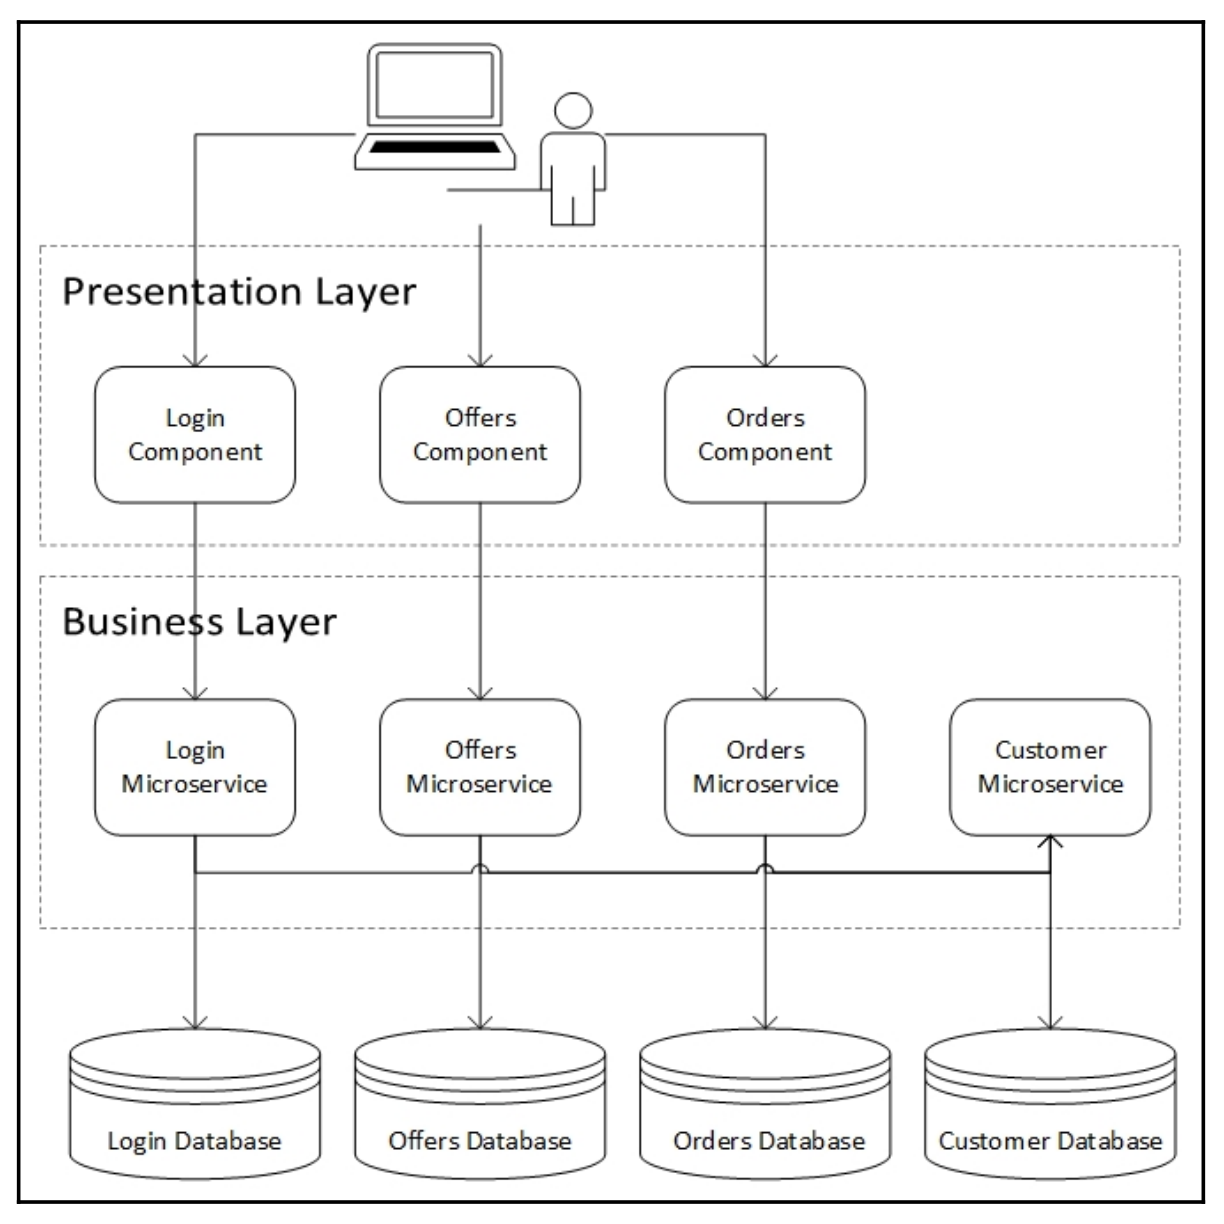 Presentation Layer
Login
Component
Offers
Component
Orders
Component
Business Layer
Login
Microservice
Offers
Microservice
Orders
Microservice
Customer
Microservice
Login Database
Offers Database
Orders Database
Customer Database